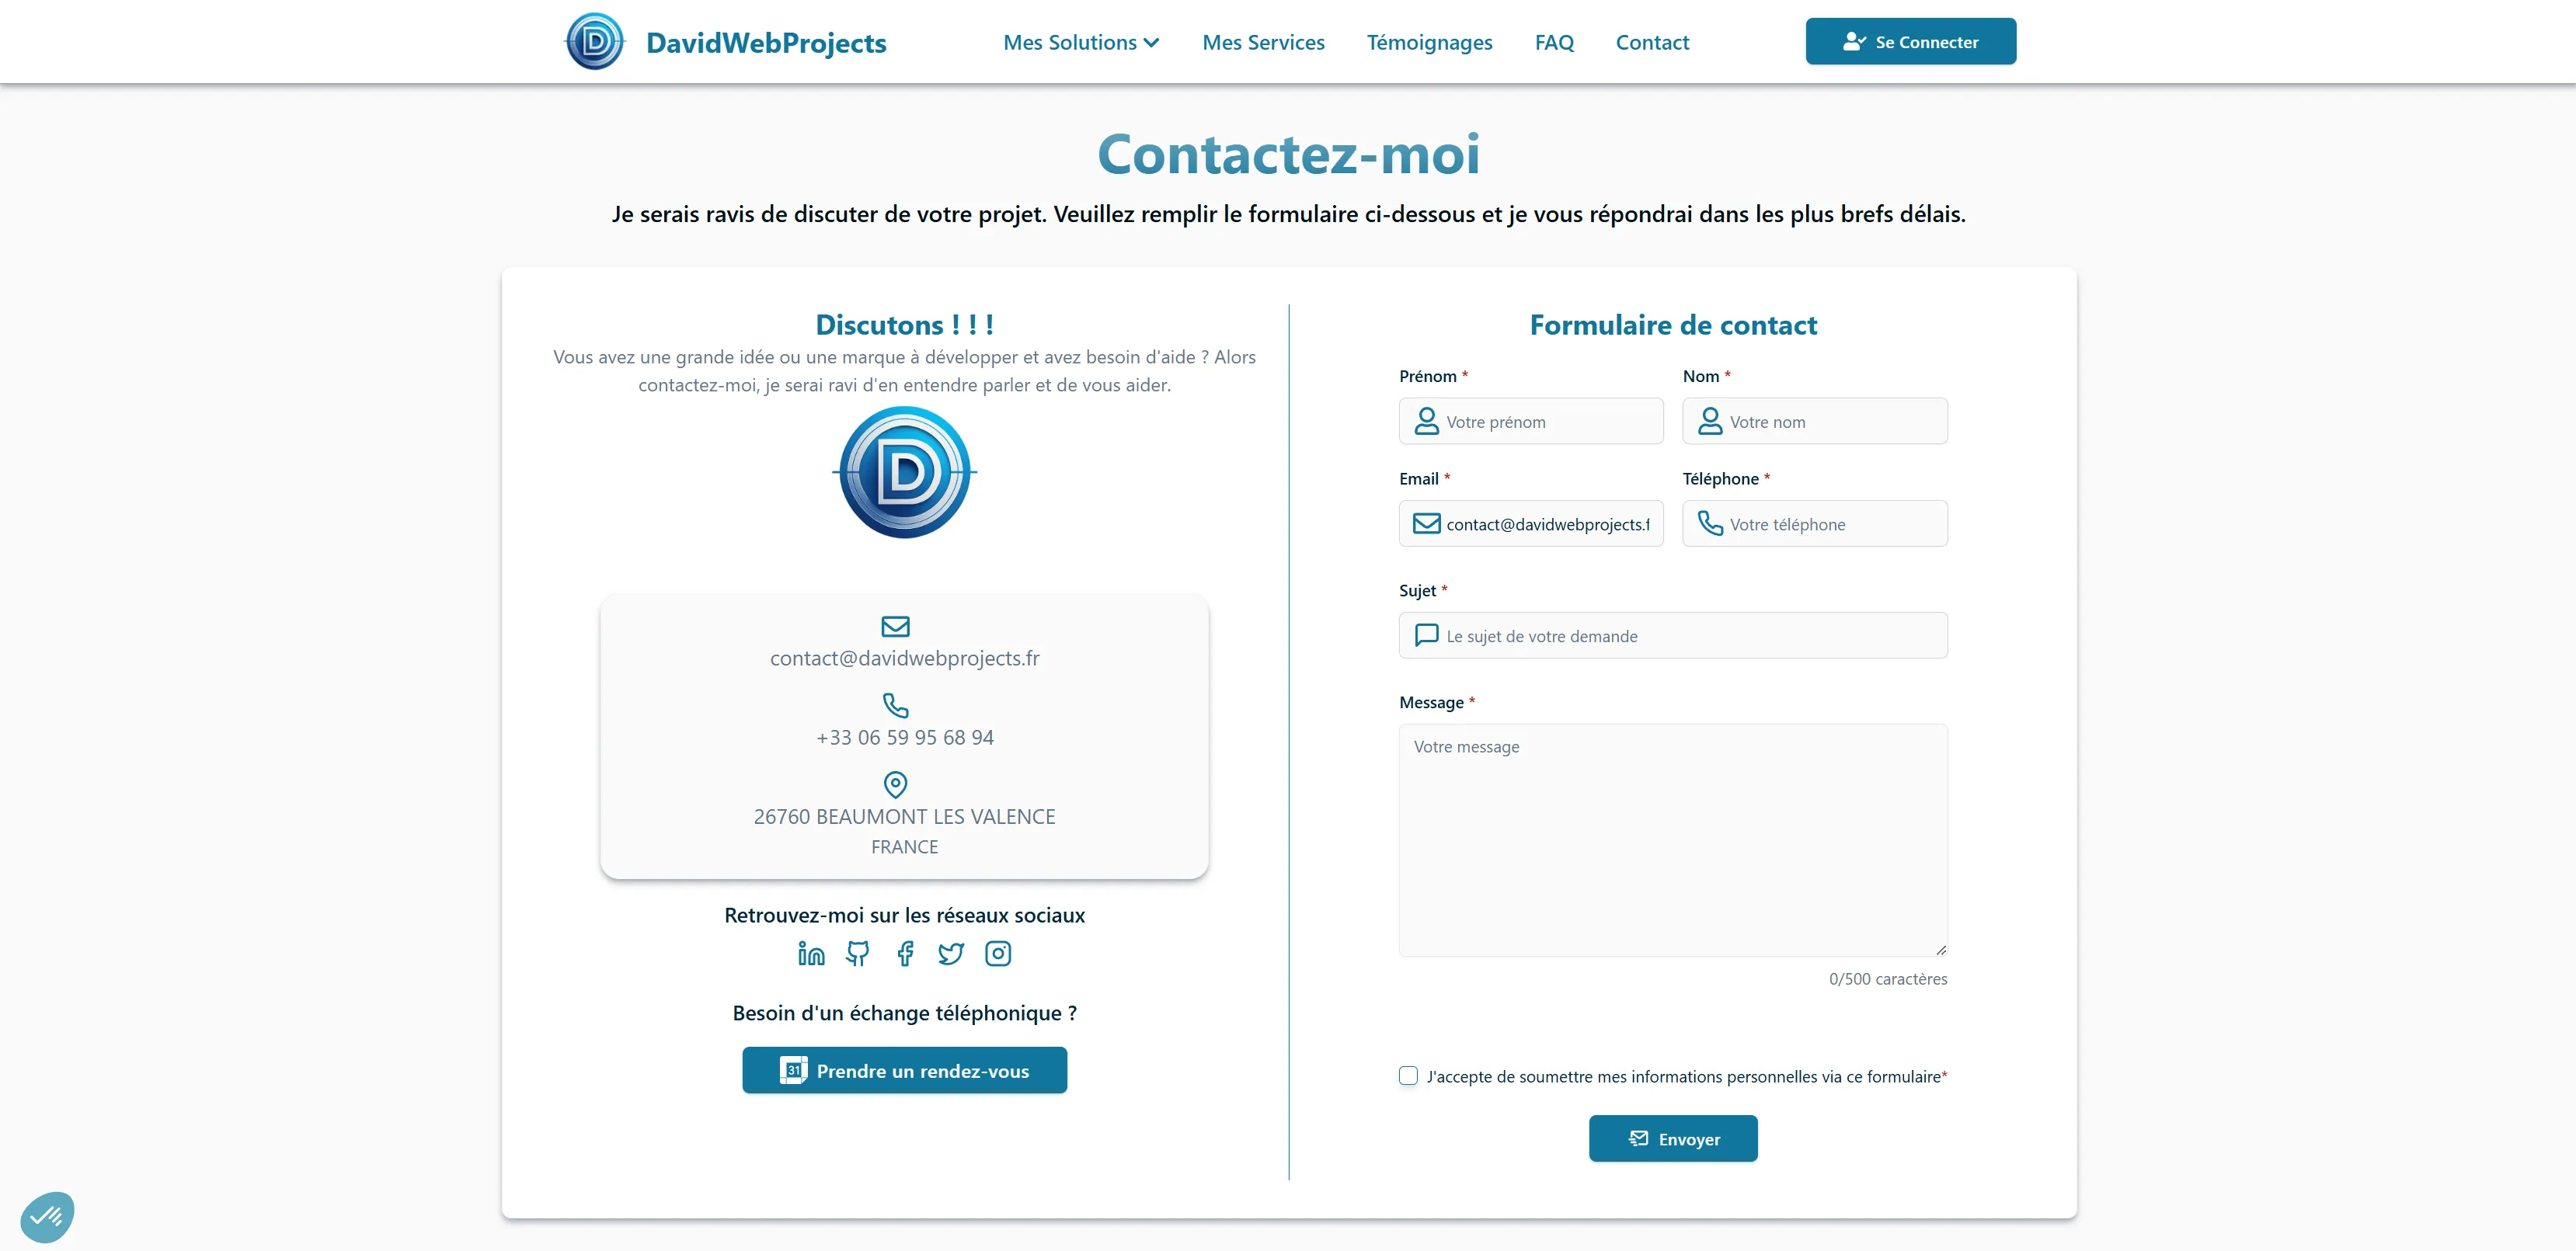 DavidWebProjects
Mes Solutions
Mes Services
Témoignages
FAQ
Contact
Se Connecter
Contactez-moi
Je serais ravis de discuter de votre projet. Veuillez remplir le formulaire ci-dessous et je vous répondrai dans les plus brefs délais.
Discutons ! ! !
Vous avez une grande idée ou une marque à développer et avez besoin d'aide ? Alors
contactez-moi, je serai ravi d'en entendre parler et de vous aider.
D
contact@davidwebprojects.fr
+33 06 59 95 68 94
26760 BEAUMONT LES VALENCE
FRANCE
Retrouvez-moi sur les réseaux sociaux
Besoin d'un échange téléphonique ?
31 Prendre un rendez-vous
Formulaire de contact
Prénom *
Nom *
Votre prénom
Votre nom
Email *
Téléphone *
contact@davidwebprojects.f
Votre téléphone
Sujet *
Le sujet de votre demande
Message *
Votre message
0/500 caractères
J'accepte de soumettre mes informations personnelles via ce formulaire*
Envoyer